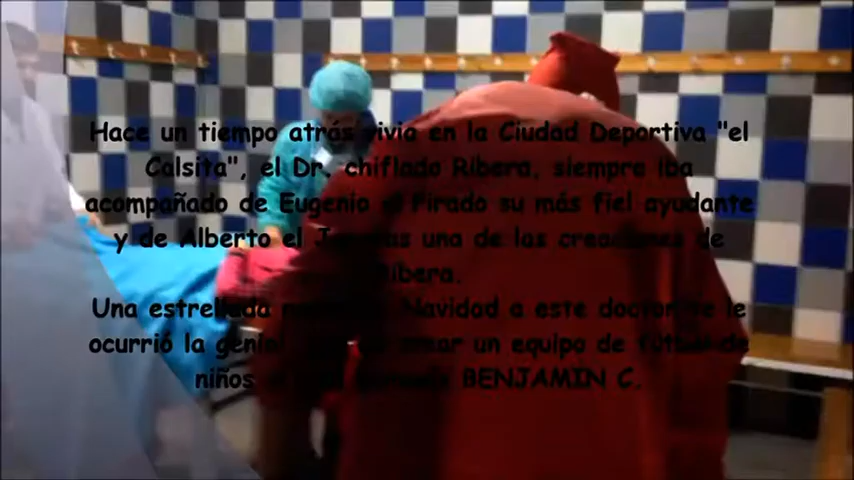 Hace un tiempo atrás vivia en la Ciudad Deportiva "el
Calsita", el Dr. chiflado Ribera, siempre iba
acompañado de Eugenio el Pirado su más fiel ayudante
y de Alberto el una de las creaciones de
Ribera.
Una estrellada Navidad a este doctor se le
ocurrió la genial crear un equipo de fútbol de
niños BENJAMIN C.